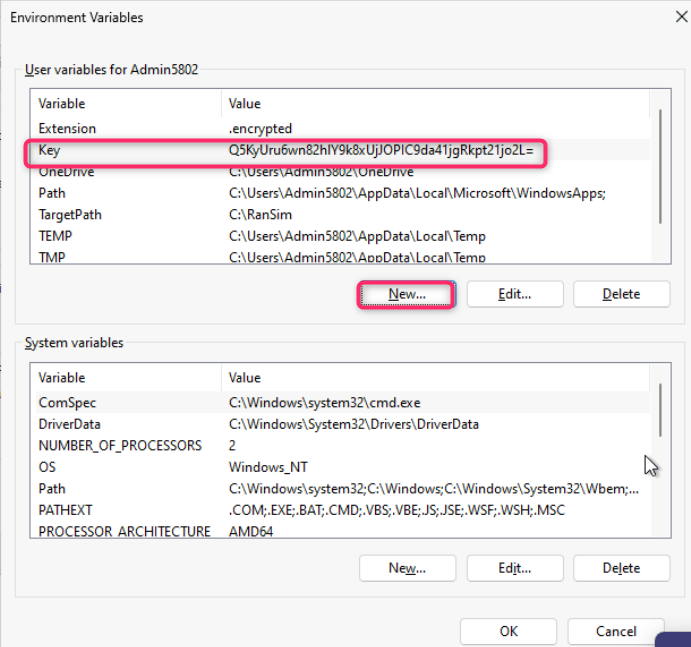 Environment Variables
User variables for Admin5802
Variable Value
Extension .encrypted
Key Q5KyUru6wn82hIY9k8xUjJOPIC9da41jgRkpt21jo2L=
OneDrive C:\Users\Admin5802\OneDrive
Path C:\Users\Admin5802\AppData\Local\Microsoft\WindowsApps;
TargetPath C:\RanSim
TEMP C:\Users\Admin5802\AppData\Local\Temp
TMP C:\Users\Admin5802\AppData\Local\Temp
New... Edit... Delete
System variables
Variable Value
ComSpec C:\Windows\system32\cmd.exe
DriverData C:\Windows\System32\Drivers\DriverData
NUMBER_OF_PROCESSORS 2
OS Windows_NT
Path C:\Windows\system32;C:\Windows;C:\Windows\System32\Wbem;...
PATHEXT .COM;.EXE;.BAT;.CMD;.VBS;.VBE;.JS;.JSE;.WSF;.WSH;.MSC
PROCESSOR_ARCHITECTURE AMD64
New... Edit... Delete
OK Cancel